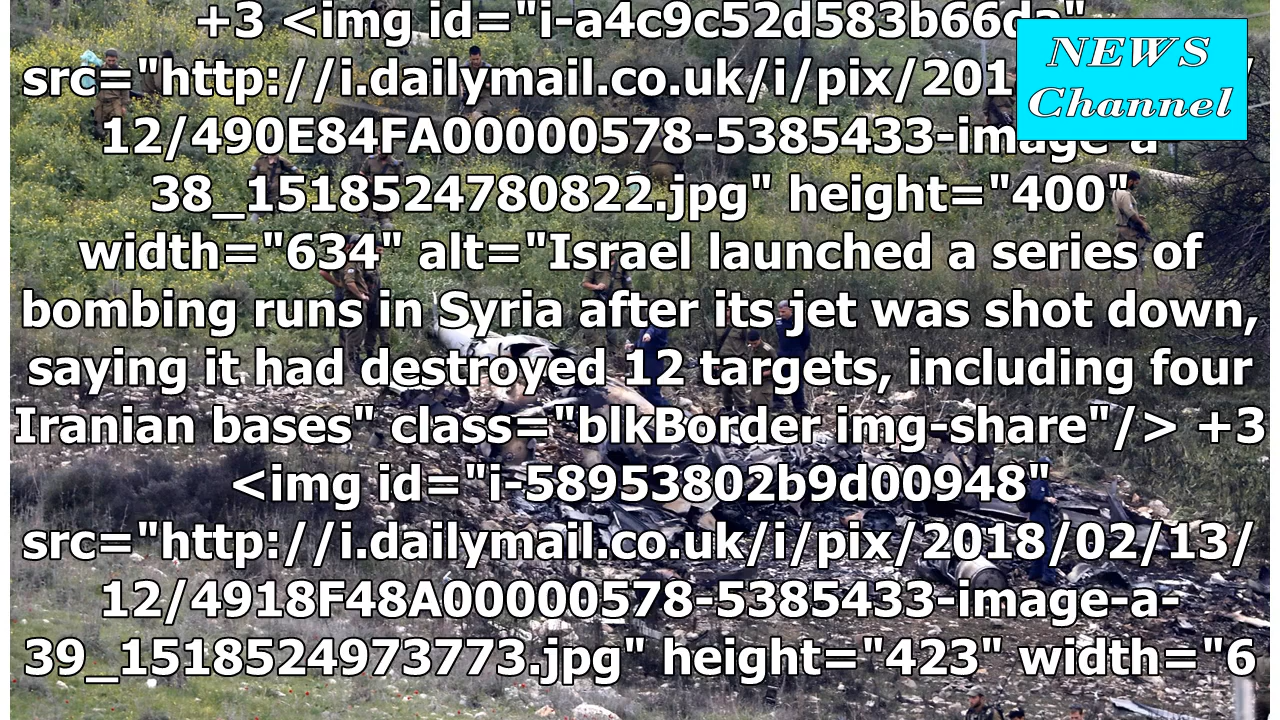 +3 <img id="i-a4c9c52d583b66da"
src="http://i.dailymail.co.uk/i/pix/201
12/490E84FA00000578-5385433-image-a-
38_1518524780822.jpg" height="400"
width="634" alt="Israel launched a series of
bombing runs in Syria after its jet was shot down,
saying it had destroyed 12 targets, including four
Iranian bases" class="blkBorder img-share"/> +3
<img id="i-58953802b9d00948"
src="http://i.dailymail.co.uk/i/pix/2018/02/13/
12/4918F48A00000578-5385433-image-a-
39_1518524973773.jpg" height="423" width="6
NEWS
Channel